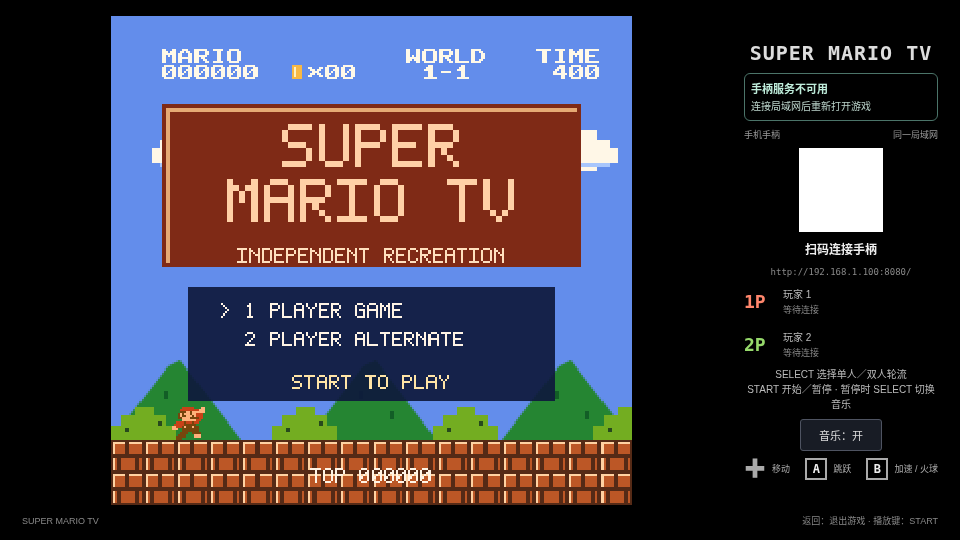 MARIO WORLD TIME
000000 x00 1-1 400
SUPER
MARIO TV
INDEPENDENT RECREATION
> 1 PLAYER GAME
2 PLAYER ALTERNATE
START TO PLAY
TOP 000000
SUPER MARIO TV
SUPER MARIO TV
手柄服务不可用
连接局域网后重新打开游戏
手机手柄 同一局域网
扫码连接手柄
http://192.168.1.100:8080/
1P 玩家 1
等待连接
2P 玩家 2
等待连接
SELECT 选择单人／双人轮流
START 开始／暂停 · 暂停时 SELECT 切换
音乐
音乐：开
移动 A 跳跃 B 加速 / 火球
返回：退出游戏 · 播放键：START